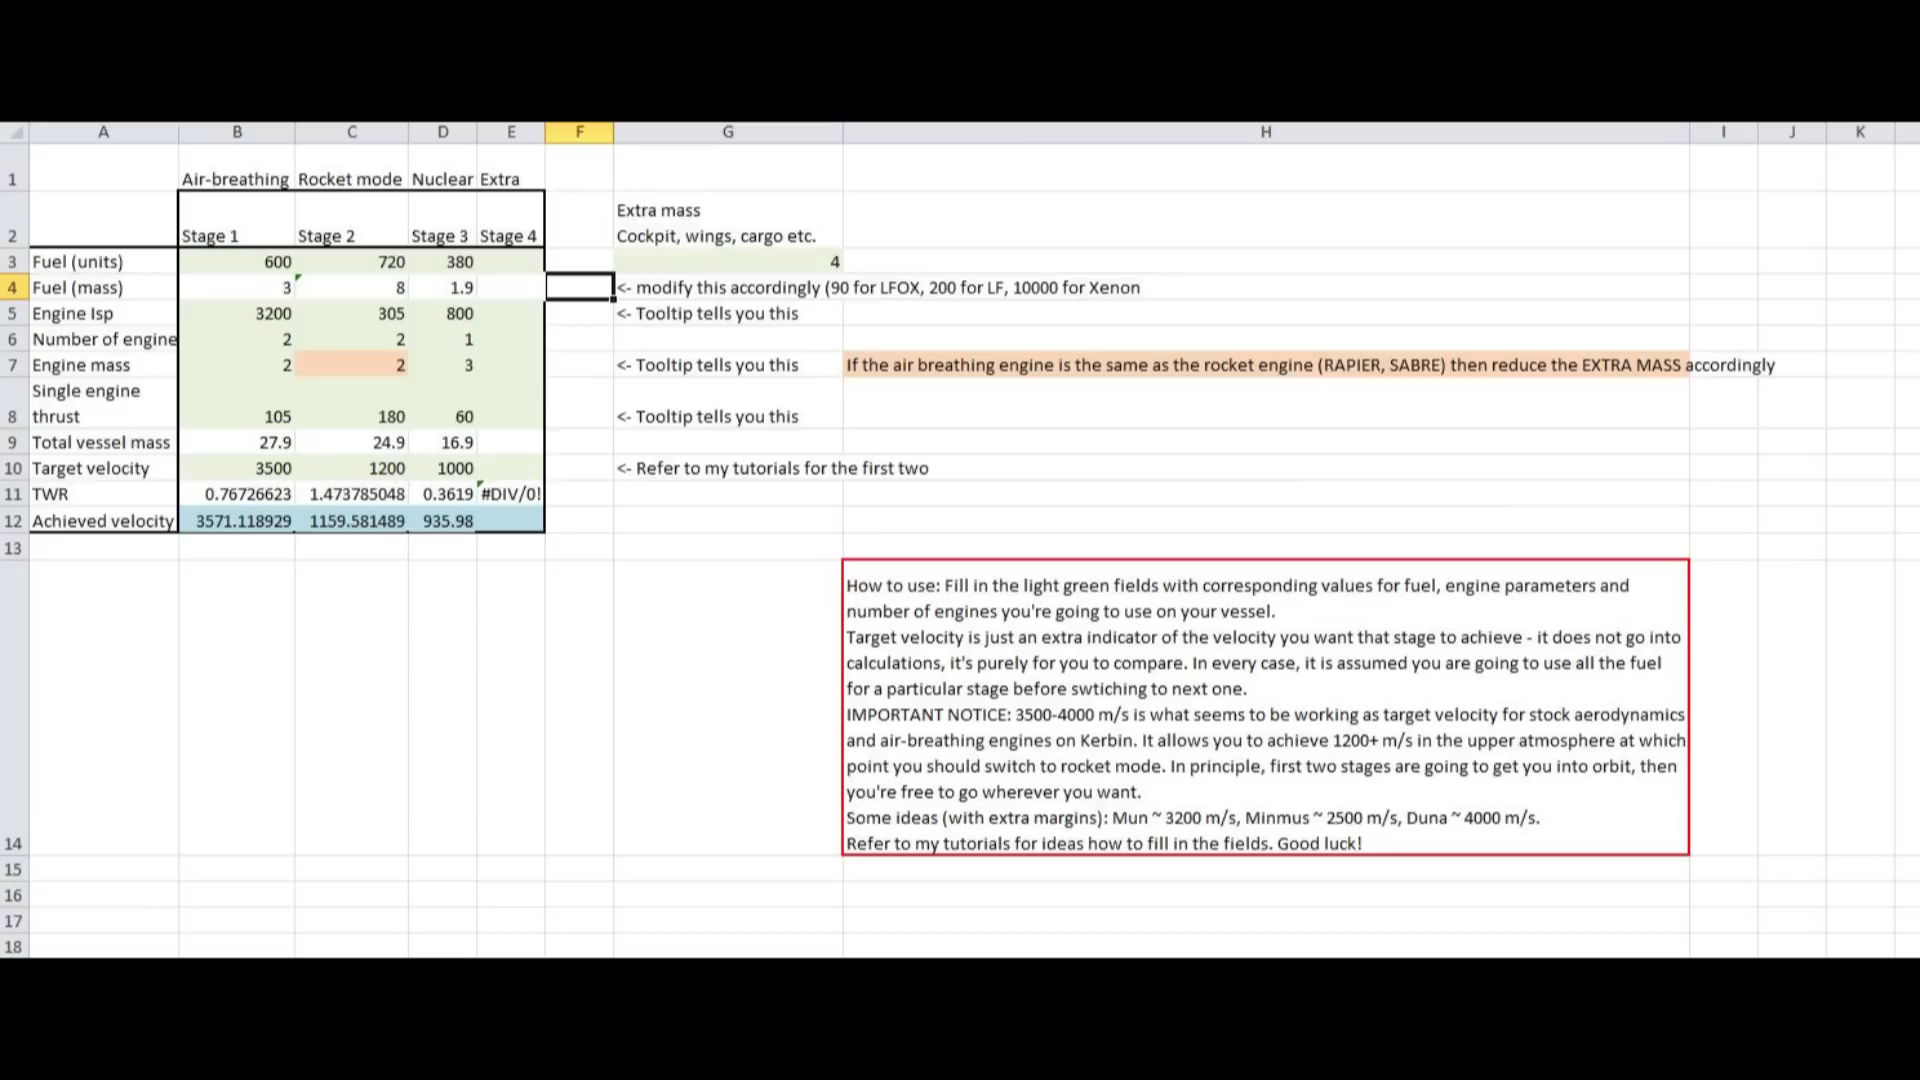 A B C D E F G H I J K
1 Air-breathing Rocket mode Nuclear Extra
Extra mass
2 Stage 1 Stage 2 Stage 3 Stage 4 Cockpit, wings, cargo etc.
3 Fuel (units) 600 720 380 4
4 Fuel (mass) 3 8 1.9 <- modify this accordingly (90 for LFOX, 200 for LF, 10000 for Xenon
5 Engine Isp 3200 305 800 <- Tooltip tells you this
6 Number of engine 2 2 1
7 Engine mass 2 2 3 <- Tooltip tells you this If the air breathing engine is the same as the rocket engine (RAPIER, SABRE) then reduce the EXTRA MASS accordingly
Single engine
8 thrust 105 180 60 <- Tooltip tells you this
9 Total vessel mass 27.9 24.9 16.9
10 Target velocity 3500 1200 1000 <- Refer to my tutorials for the first two
11 TWR 0.76726623 1.473785048 0.3619 #DIV/0!
12 Achieved velocity 3571.118929 1159.581489 935.98
13
How to use: Fill in the light green fields with corresponding values for fuel, engine parameters and
number of engines you're going to use on your vessel.
Target velocity is just an extra indicator of the velocity you want that stage to achieve - it does not go into
calculations, it's purely for you to compare. In every case, it is assumed you are going to use all the fuel
for a particular stage before swtiching to next one.
IMPORTANT NOTICE: 3500-4000 m/s is what seems to be working as target velocity for stock aerodynamics
and air-breathing engines on Kerbin. It allows you to achieve 1200+ m/s in the upper atmosphere at which
point you should switch to rocket mode. In principle, first two stages are going to get you into orbit, then
you're free to go wherever you want.
Some ideas (with extra margins): Mun ~ 3200 m/s, Minmus ~ 2500 m/s, Duna ~ 4000 m/s.
14 Refer to my tutorials for ideas how to fill in the fields. Good luck!
15
16
17
18